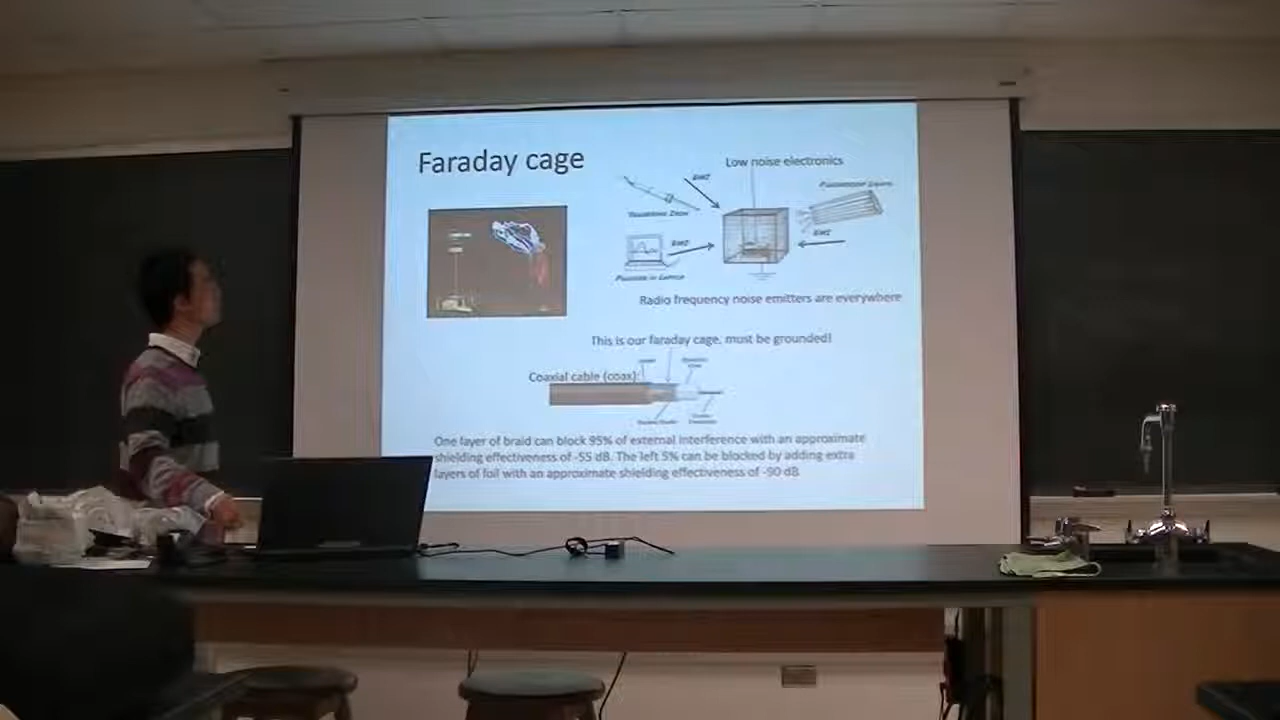 Faraday cage
Low noise electronics
EMI
EMI
EMI
Radio frequency noise emitters are everywhere
This is our faraday cage, must be grounded!
Coaxial cable (coax):
One layer of braid can block 95% of external interference with an approximate
shielding effectiveness of -55 dB. The left 5% can be blocked by adding extra
layers of foil with an approximate shielding effectiveness of -90 dB